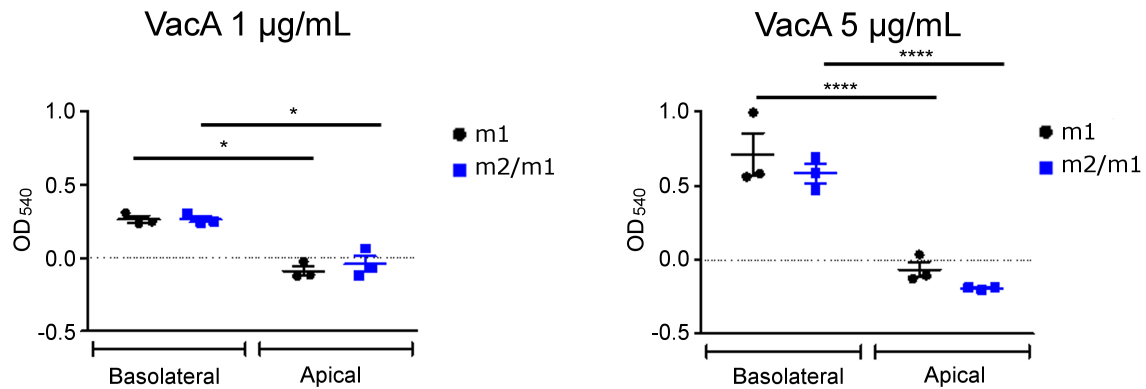 VacA 1 µg/mL
*
*
1.0
0.5
0.0
-0.5
OD540
m1
m2/m1
Basolateral
Apical
VacA 5 µg/mL
****
****
1.0
0.5
0.0
-0.5
OD540
m1
m2/m1
Basolateral
Apical